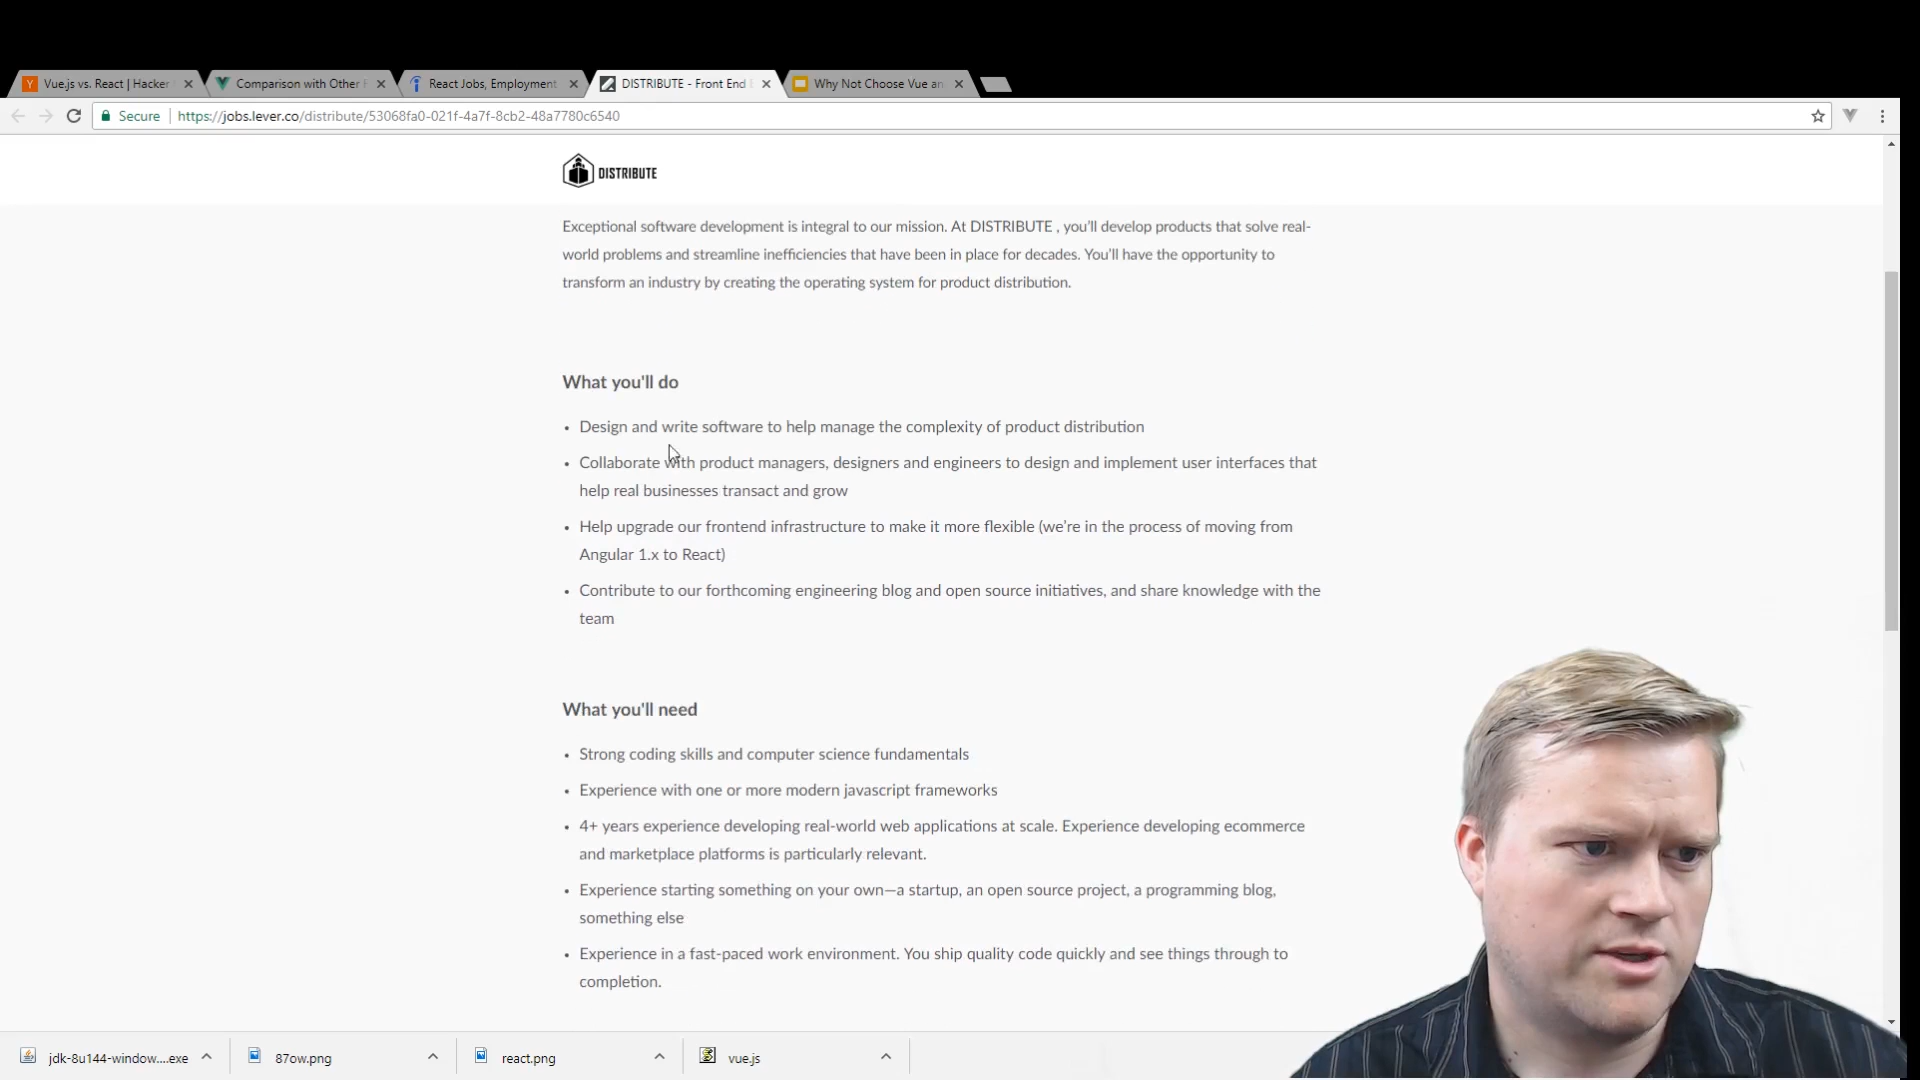 Vue.js vs. React | Hacker
Comparison with Other F
React Jobs, Employment
DISTRIBUTE - Front End E
Why Not Choose Vue an
Secure
https://jobs.lever.co/distribute/53068fa0-021f-4a7f-8cb2-48a7780c6540
DISTRIBUTE
Exceptional software development is integral to our mission. At DISTRIBUTE , you'll develop products that solve real-
world problems and streamline inefficiencies that have been in place for decades. You'll have the opportunity to
transform an industry by creating the operating system for product distribution.
What you'll do
• Design and write software to help manage the complexity of product distribution
• Collaborate with product managers, designers and engineers to design and implement user interfaces that
help real businesses transact and grow
• Help upgrade our frontend infrastructure to make it more flexible (we're in the process of moving from
Angular 1.x to React)
• Contribute to our forthcoming engineering blog and open source initiatives, and share knowledge with the
team
What you'll need
• Strong coding skills and computer science fundamentals
• Experience with one or more modern javascript frameworks
• 4+ years experience developing real-world web applications at scale. Experience developing ecommerce
and marketplace platforms is particularly relevant.
• Experience starting something on your own—a startup, an open source project, a programming blog,
something else
• Experience in a fast-paced work environment. You ship quality code quickly and see things through to
completion.
jdk-8u144-window....exe
87ow.png
react.png
vue.js